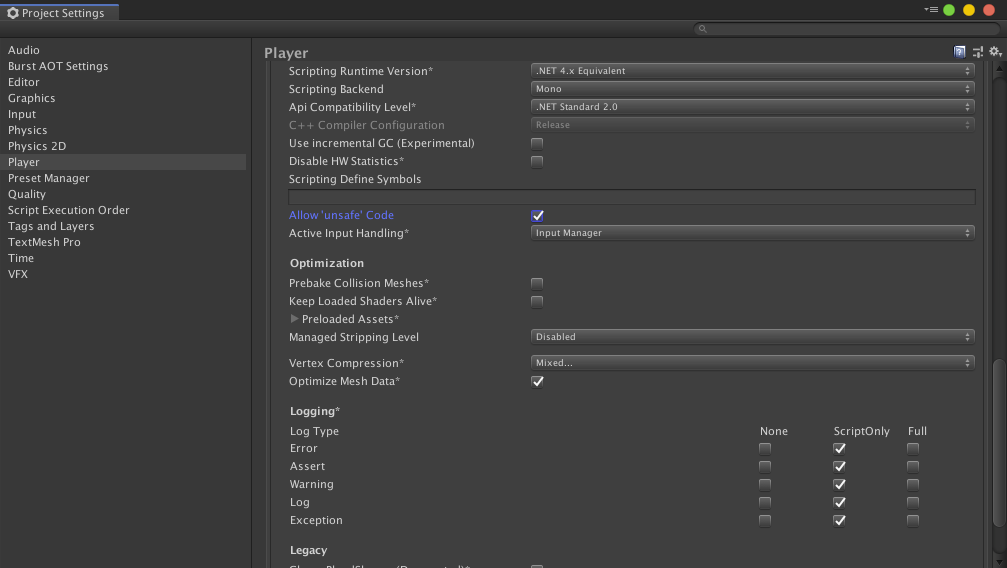 Project Settings
Player
Audio
Burst AOT Settings
Editor
Graphics
Input
Physics
Physics 2D
Player
Preset Manager
Quality
Script Execution Order
Tags and Layers
TextMesh Pro
Time
VFX
Scripting Runtime Version* .NET 4.x Equivalent
Scripting Backend Mono
Api Compatibility Level* .NET Standard 2.0
C++ Compiler Configuration Release
Use incremental GC (Experimental)
Disable HW Statistics*
Scripting Define Symbols
Allow 'unsafe' Code
Active Input Handling* Input Manager
Optimization
Prebake Collision Meshes*
Keep Loaded Shaders Alive*
Preloaded Assets*
Managed Stripping Level Disabled
Vertex Compression* Mixed...
Optimize Mesh Data*
Logging*
Log Type None ScriptOnly Full
Error
Assert
Warning
Log
Exception
Legacy